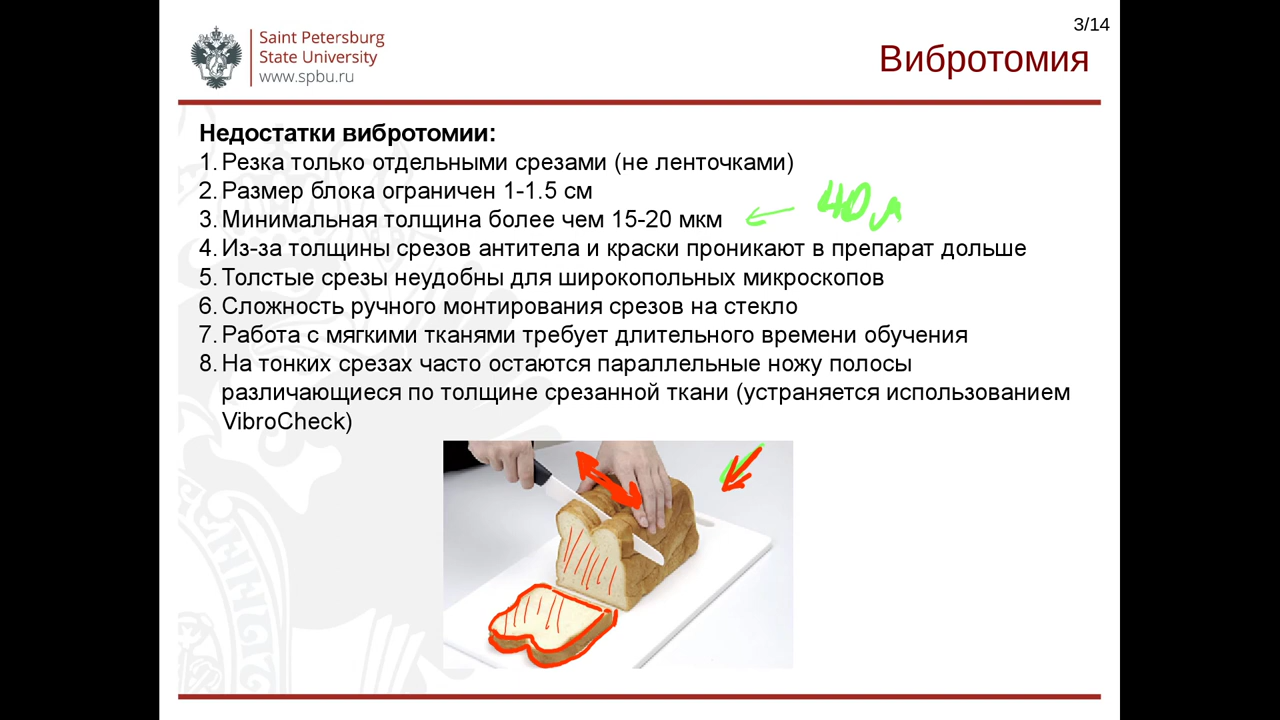 3/14
Saint Petersburg
State University
www.spbu.ru
Вибротомия
Недостатки вибротомии:
1. Резка только отдельными срезами (не ленточками)
2. Размер блока ограничен 1-1.5 см
3. Минимальная толщина более чем 15-20 мкм
40
4. Из-за толщины срезов антитела и краски проникают в препарат дольше
5. Толстые срезы неудобны для широкопольных микроскопов
6. Сложность ручного монтирования срезов на стекло
7. Работа с мягкими тканями требует длительного времени обучения
8. На тонких срезах часто остаются параллельные ножу полосы
различающиеся по толщине срезанной ткани (устраняется использованием
VibroCheck)